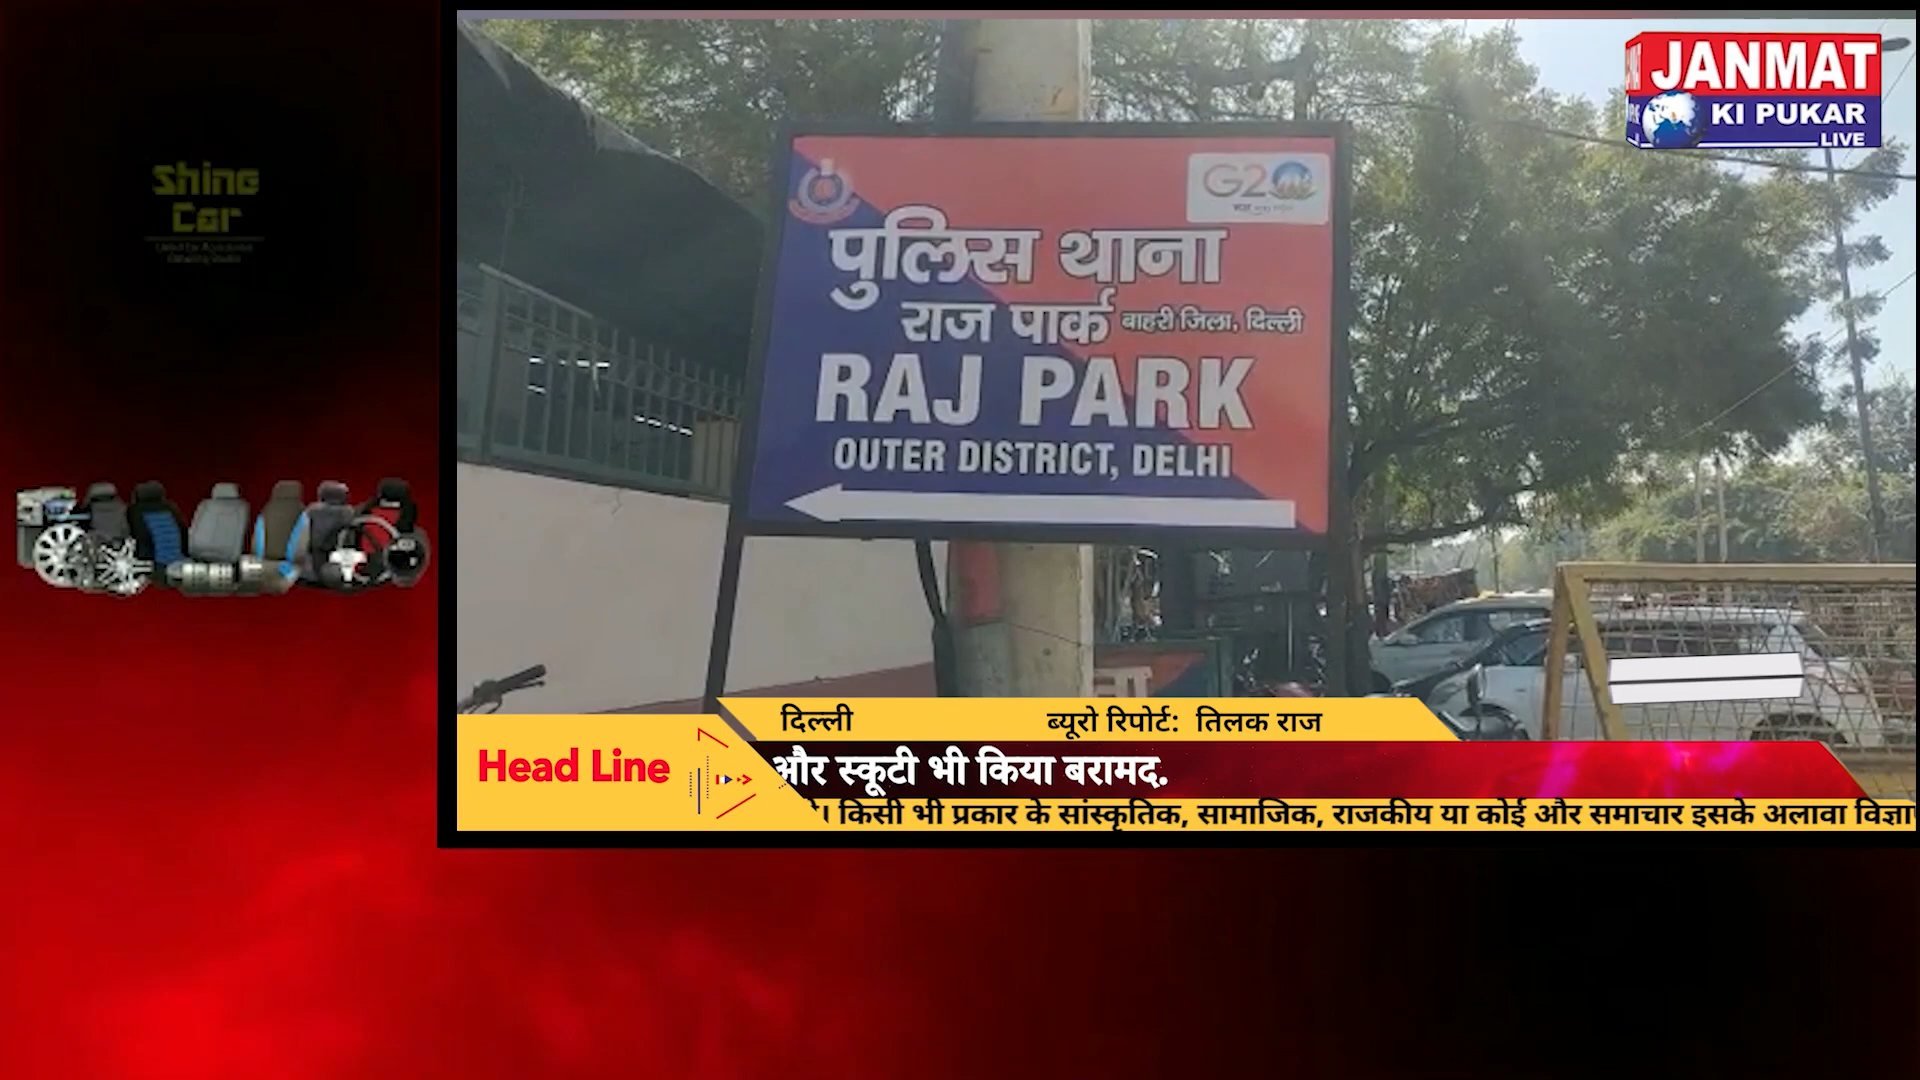 Shine
Car
JANMAT
KI PUKAR
LIVE
G20
पुलिस थाना
राज पार्क बाहरी जिला, दिल्ली
RAJ PARK
OUTER DISTRICT, DELHI
दिल्ली ब्यूरो रिपोर्ट: तिलक राज
Head Line
और स्कूटी भी किया बरामद.
। किसी भी प्रकार के सांस्कृतिक, सामाजिक, राजकीय या कोई और समाचार इसके अलावा